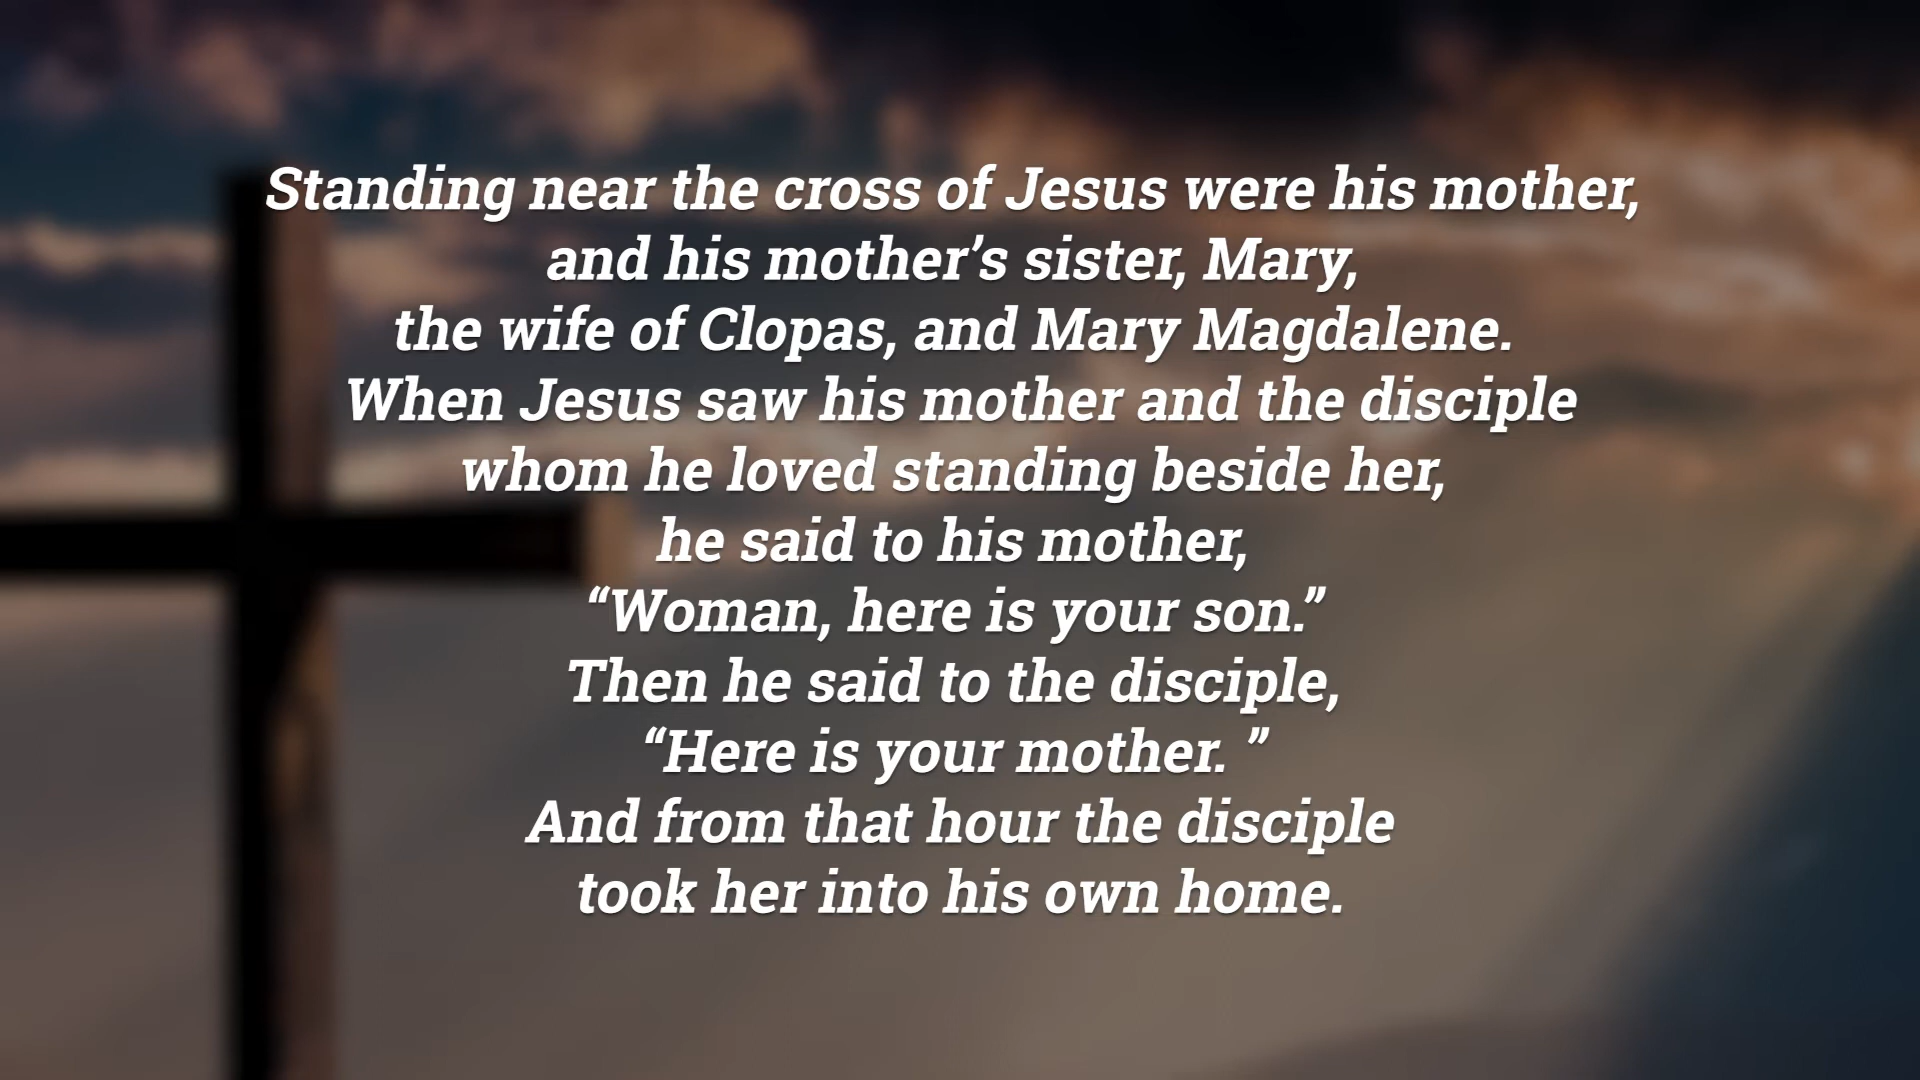 Standing near the cross of Jesus were his mother,
and his mother’s sister, Mary,
the wife of Clopas, and Mary Magdalene.
When Jesus saw his mother and the disciple
whom he loved standing beside her,
he said to his mother,
“Woman, here is your son.”
Then he said to the disciple,
“Here is your mother. ”
And from that hour the disciple
took her into his own home.